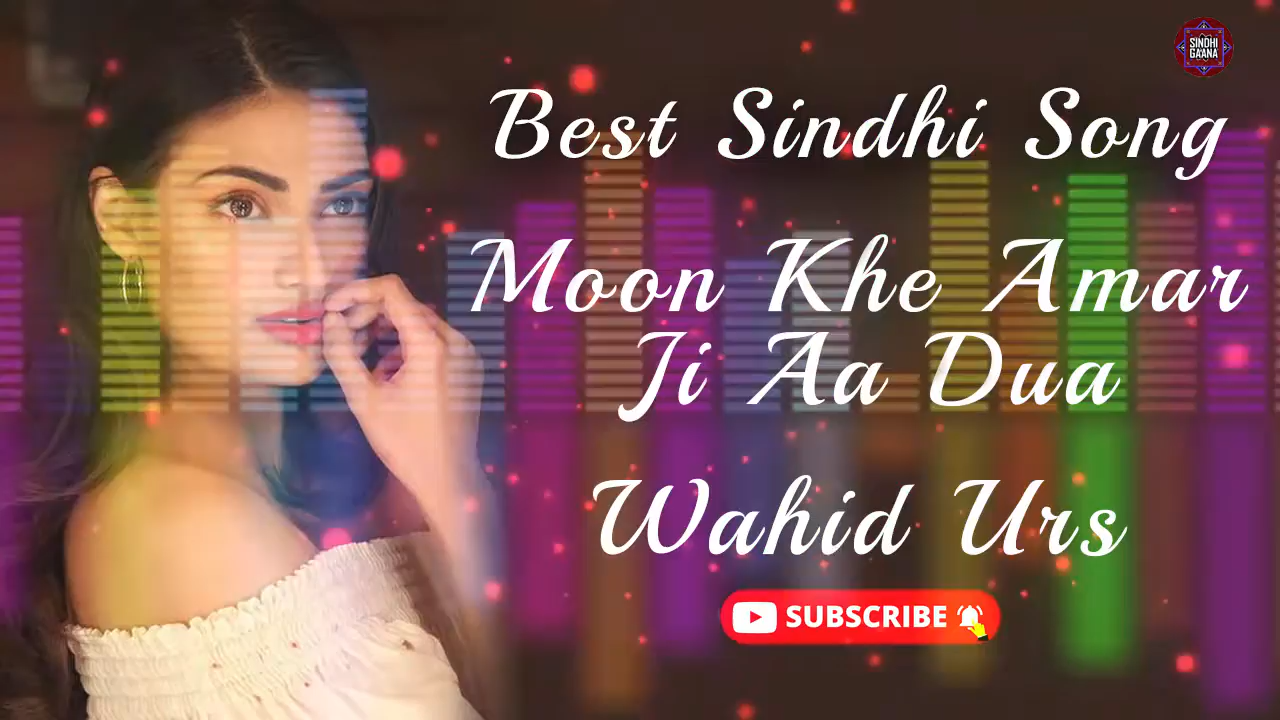 SINDHI
GAANA
Best Sindhi Song
Moon Khe Amar
Ji Aa Dua
Wahid Urs
SUBSCRIBE